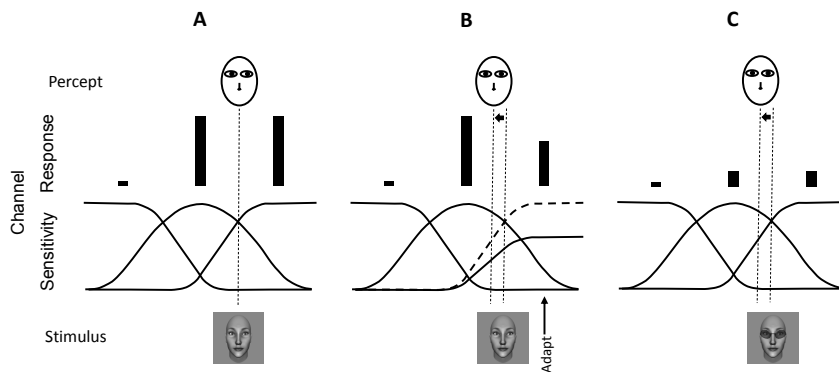 A B C
Percept
Channel
Response
Sensitivity
Stimulus
Adapt